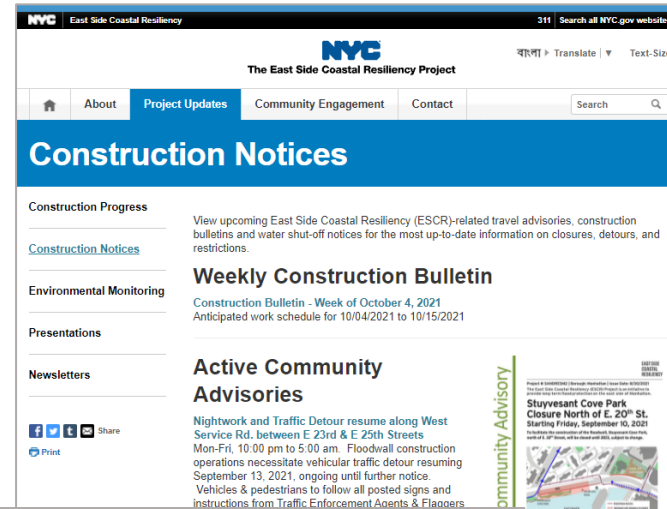 NYC East Side Coastal Resiliency 311 Search all NYC.gov website
NYC
The East Side Coastal Resiliency Project
বাংলা Translate ▼ Text-Siz
About Project Updates Community Engagement Contact Search
Construction Notices
Construction Progress
Construction Notices
Environmental Monitoring
Presentations
Newsletters
Share
Print
View upcoming East Side Coastal Resiliency (ESCR)-related travel advisories, construction
bulletins and water shut-off notices for the most up-to-date information on closures, detours, and
restrictions.
Weekly Construction Bulletin
Construction Bulletin - Week of October 4, 2021
Anticipated work schedule for 10/04/2021 to 10/15/2021
Active Community
Advisories
Nightwork and Traffic Detour resume along West
Service Rd. between E 23rd & E 25th Streets
Mon-Fri, 10:00 pm to 5:00 am. Floodwall construction
operations necessitate vehicular traffic detour resuming
September 13, 2021, ongoing until further notice.
Vehicles & pedestrians to follow all posted signs and
instructions from Traffic Enforcement Agents & Flaggers
ommunity Advisory
EAST SIDE
COASTAL
RESILIENCY
Stuyvesant Cove Park
Closure North of E. 20th St.
Starting Friday, September 10, 2021